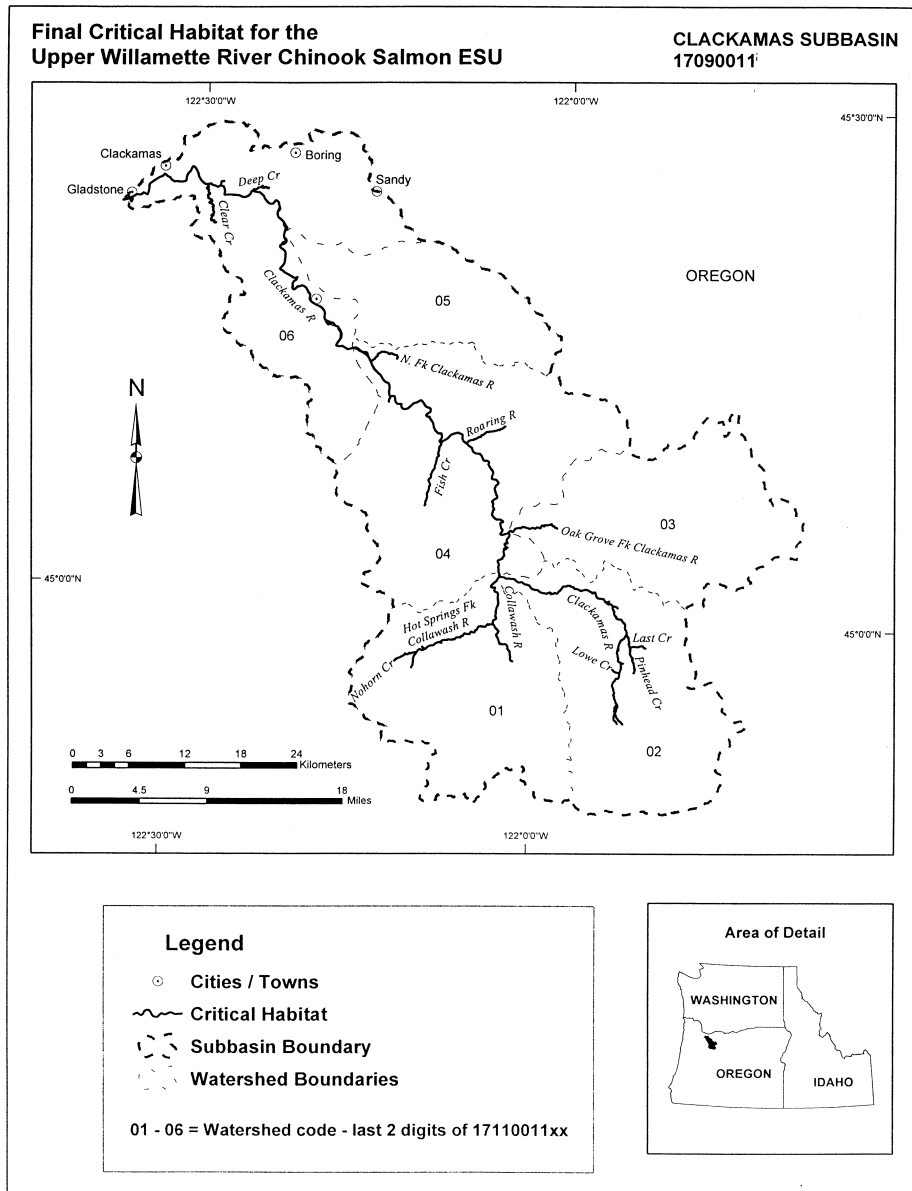 Final Critical Habitat for the
Upper Willamette River Chinook Salmon ESU
CLACKAMAS SUBBASIN
17090011
122°30'0"W
122°0'0"W
45°30'0"N
Clackamas
Boring
Gladstone
Deep Cr
Sandy
Clear Cr
OREGON
Clackamas R
05
06
N. Fk Clackamas R
N
Roaring R
Fish Cr
03
Oak Grove Fk Clackamas R
04
45°0'0"N
Hot Springs Fk
Collawash R
Collawash R
Clackamas R
45°0'0"N
Last Cr
Lowe Cr
Pinhead Cr
Nohorn Cr
01
02
0 3 6 12 18 24
Kilometers
0 4.5 9 18
Miles
122°30'0"W
122°0'0"W
Legend
Cities / Towns
Critical Habitat
Subbasin Boundary
Watershed Boundaries
01 - 06 = Watershed code - last 2 digits of 17110011xx
Area of Detail
WASHINGTON
OREGON
IDAHO